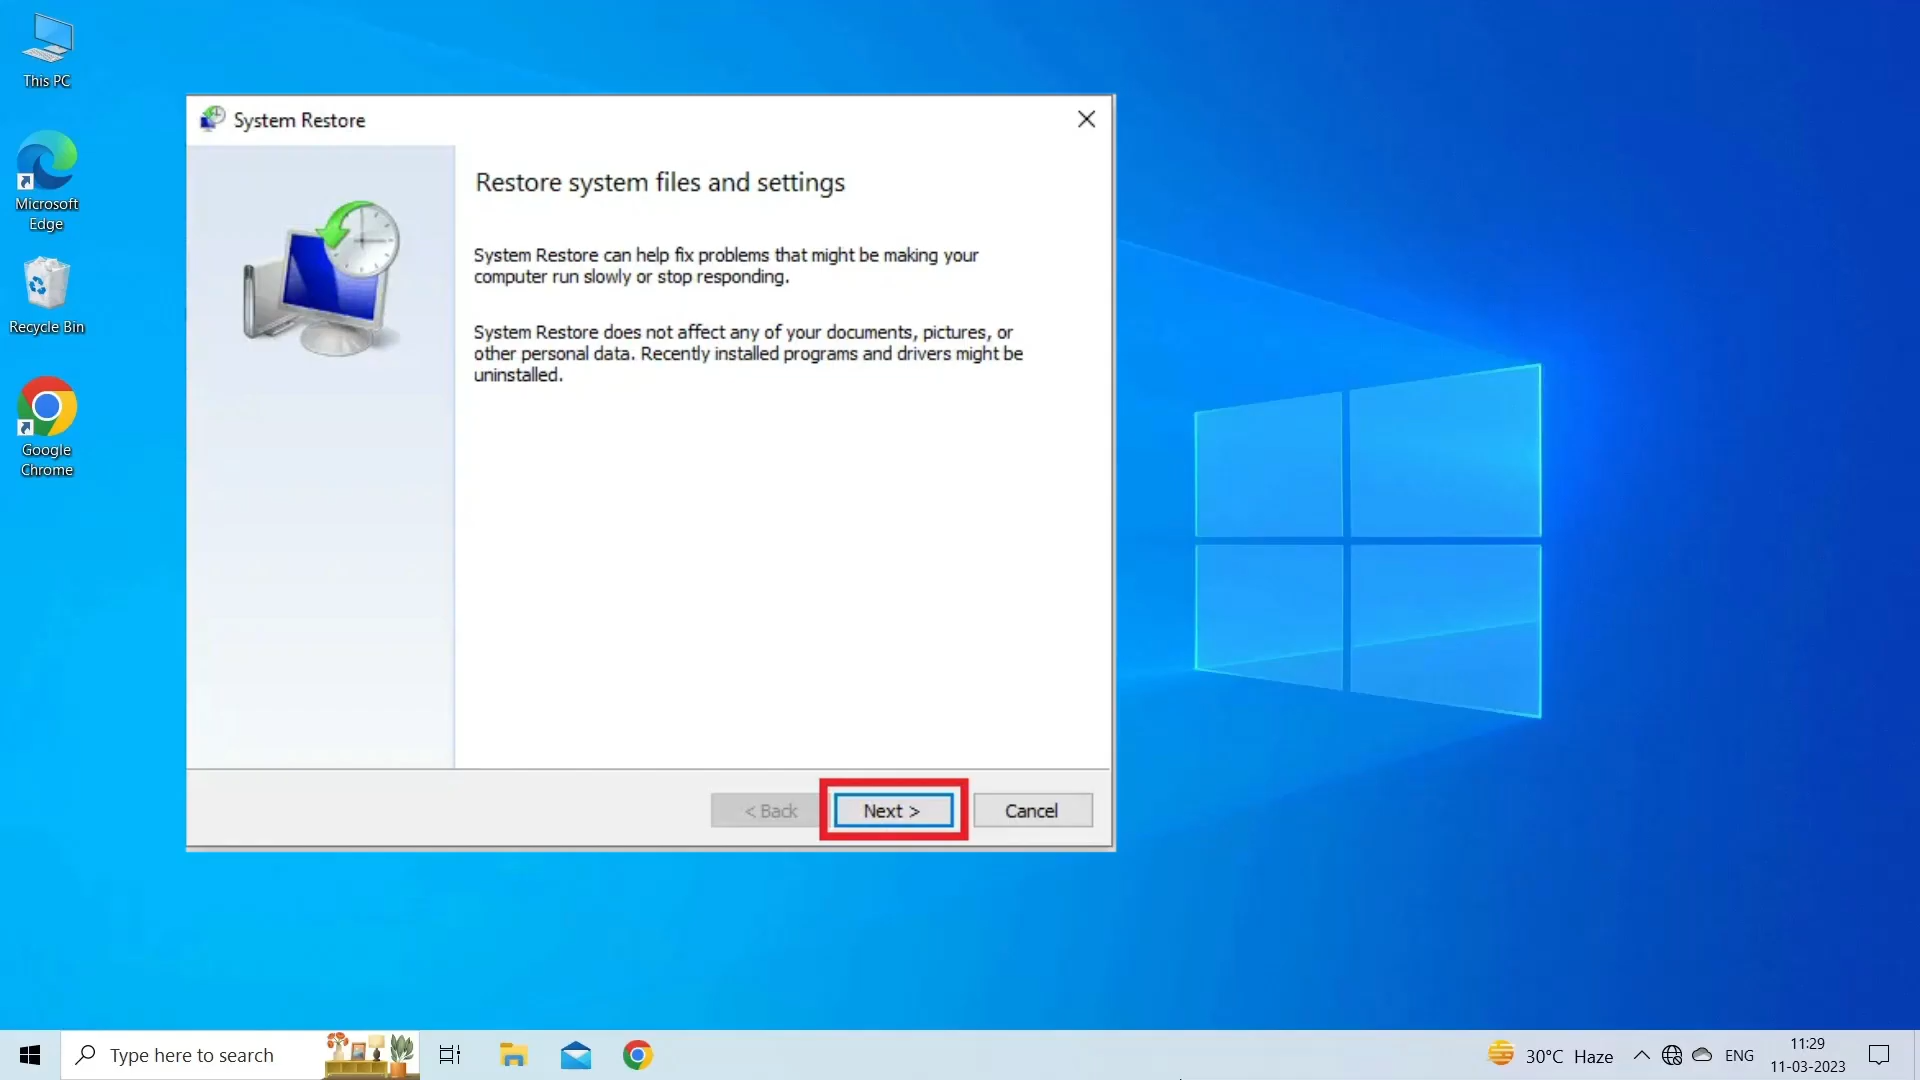 This PC
Microsoft
Edge
Recycle Bin
Google
Chrome
System Restore
Restore system files and settings
System Restore can help fix problems that might be making your
computer run slowly or stop responding.
System Restore does not affect any of your documents, pictures, or
other personal data. Recently installed programs and drivers might be
uninstalled.
< Back
Next >
Cancel
Type here to search
30°C Haze
ENG
11:29
11-03-2023